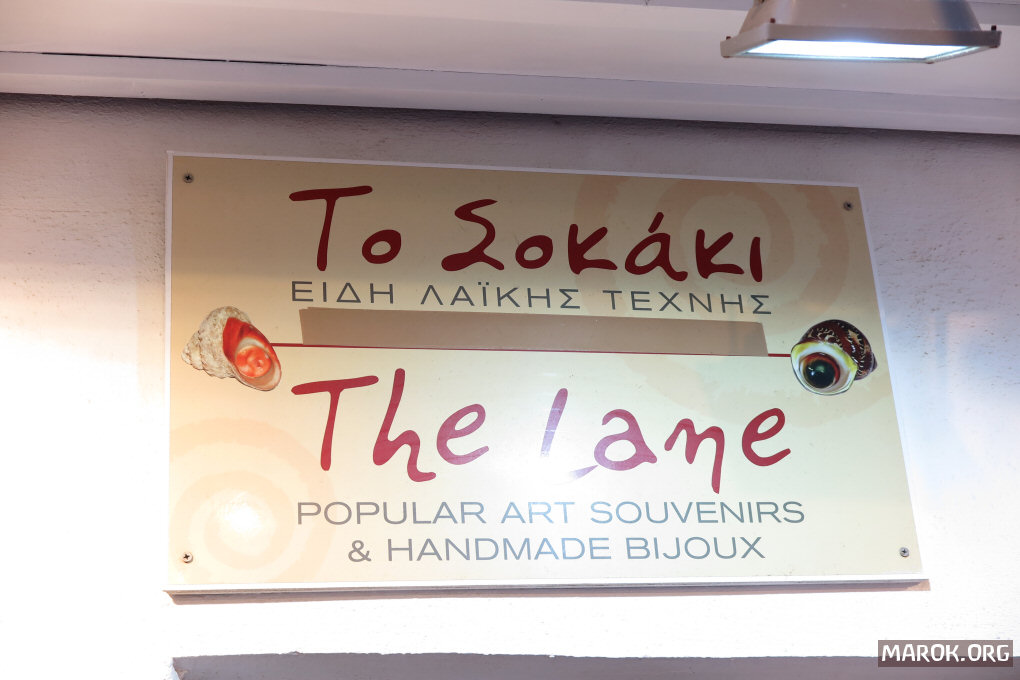 Το Σοκάκι
ΕΙΔΗ ΛΑΪΚΗΣ ΤΕΧΝΗΣ
The Lane
POPULAR ART SOUVENIRS
& HANDMADE BIJOUX
MAROK.ORG